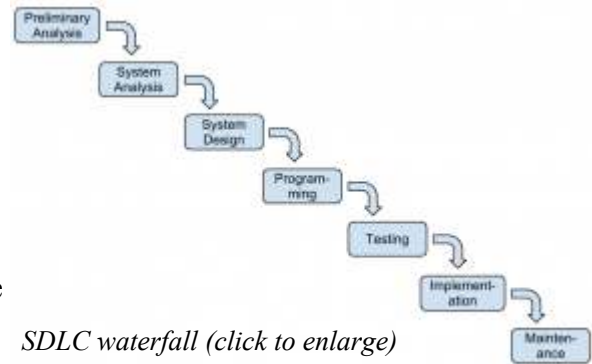 Preliminary
Analysis
System
Analysis
System
Design
Program-
ming
Testing
Implement-
ation
e
SDLC waterfall (click to enlarge)
Mainten-
ance